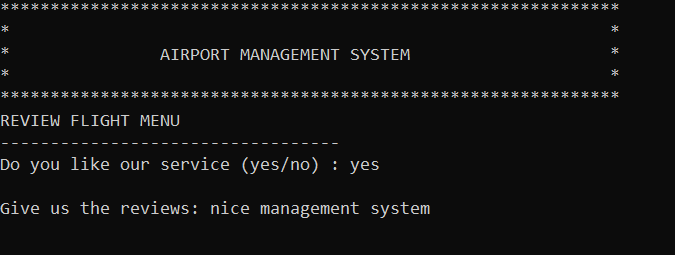 **************************************************************
*                                                            *
*               AIRPORT MANAGEMENT SYSTEM                    *
*                                                            *
**************************************************************
REVIEW FLIGHT MENU
----------------------------------
Do you like our service (yes/no) : yes
Give us the reviews: nice management system